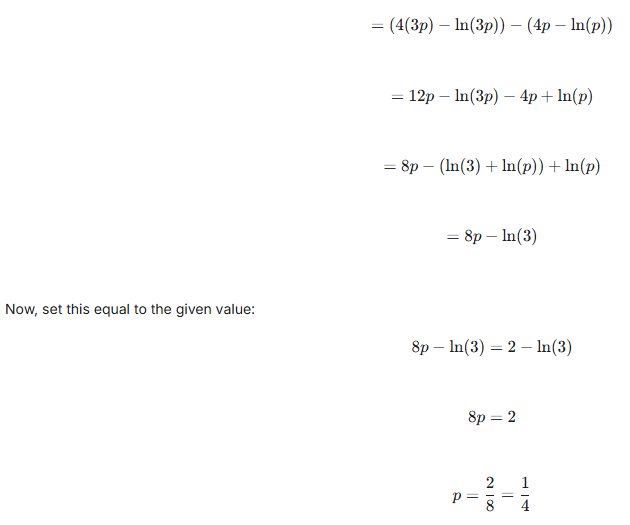 = (4(3p) − ln(3p)) − (4p − ln(p))
= 12p − ln(3p) − 4p + ln(p)
= 8p − (ln(3) + ln(p)) + ln(p)
= 8p − ln(3)
Now, set this equal to the given value:
8p − ln(3) = 2 − ln(3)
8p = 2
p = 2/8 = 1/4